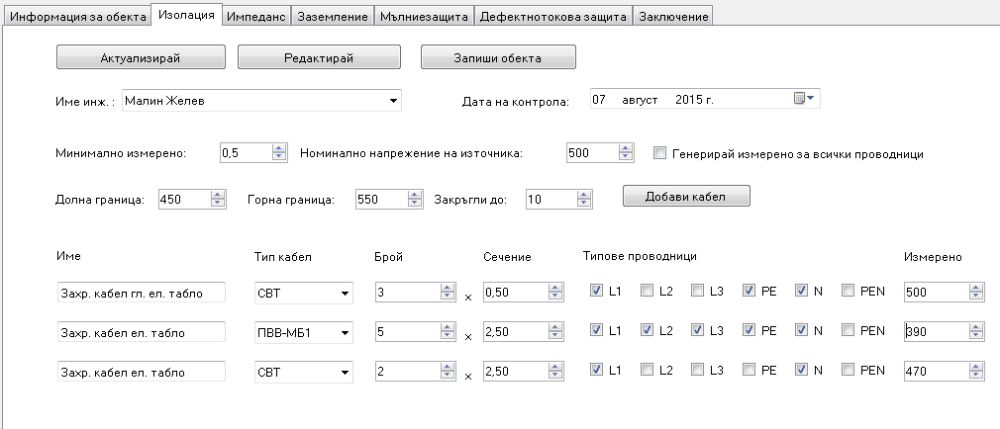 Информация за обекта Изолация Импеданс Заземление Мълниезащита Дефектнотокова защита Заключение
Актуализирай Редактирай Запиши обекта
Име инж. : Малин Желев Дата на контрола: 07 август 2015 г.
Минимално измерено: 0,5 Номинално напрежение на източника: 500 Генерирай измерено за всички проводници
Долна граница: 450 Горна граница: 550 Закръгли до: 10 Добави кабел
Име Тип кабел Брой Сечение Типове проводници Измерено
Захр. кабел гл. ел. табло СВТ 3 x 0,50 L1 L2 L3 PE N PEN 500
Захр. кабел ел. табло ПВВ-МБ1 5 x 2,50 L1 L2 L3 PE N PEN 390
Захр. кабел ел. табло СВТ 2 x 2,50 L1 L2 L3 PE N PEN 470